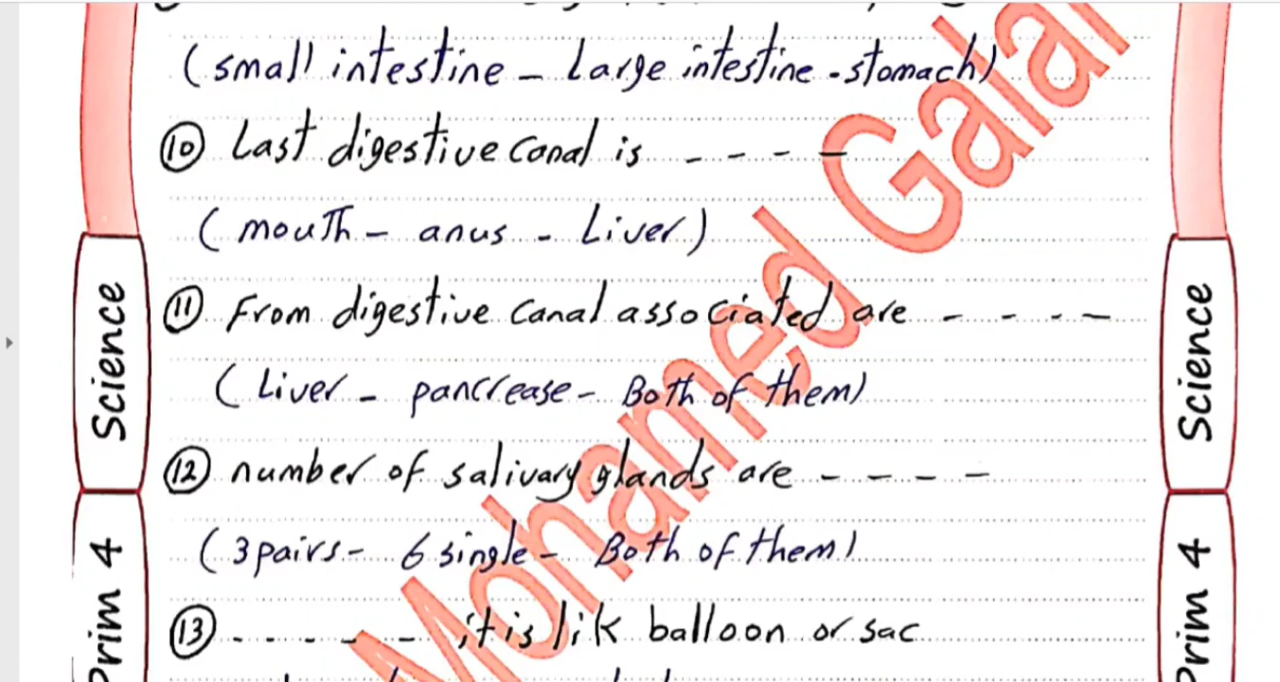 (small intestine - Large intestine - stomach)
⑩ Last digestive canal is - - - -
(mouth - anus - Liver)
⑪ From digestive canal associated are - - - -
(Liver - pancrease - Both of them)
⑫ number of salivary glands are - - - -
(3 pairs - 6 single - Both of them)
⑬ - - - - - it is lik balloon or sac
Science
Prim 4
Science
Prim 4
Mohamed Galal